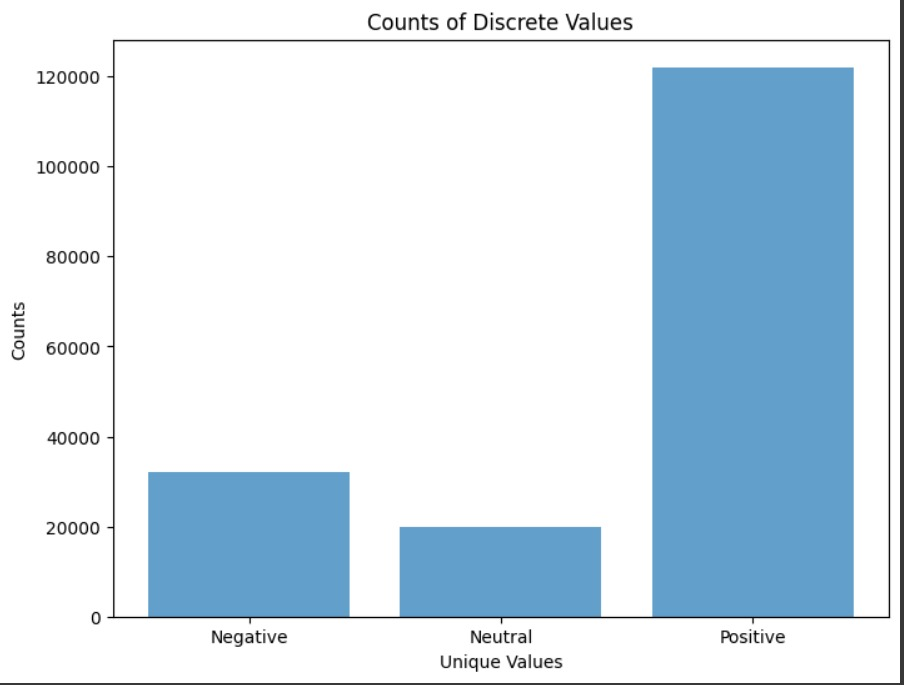 Counts of Discrete Values
120000
100000
80000
60000
40000
20000
0
Counts
Negative Neutral Positive
Unique Values